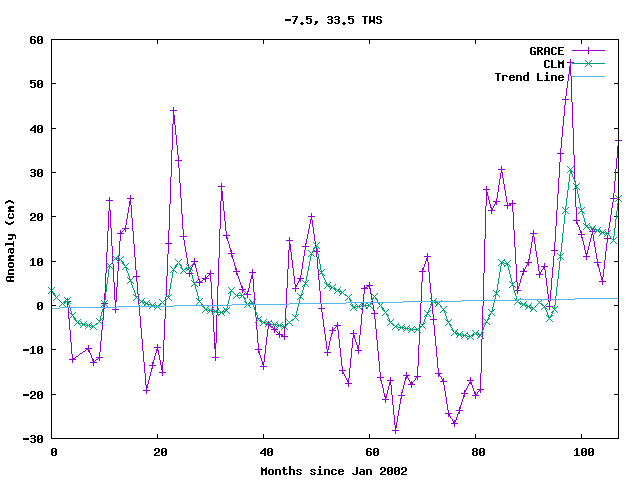 -7.5, 33.5 TWS
GRACE
CLM
Trend Line
60
50
40
30
20
10
0
-10
-20
-30
Anomaly (cm)
0 20 40 60 80 100
Months since Jan 2002